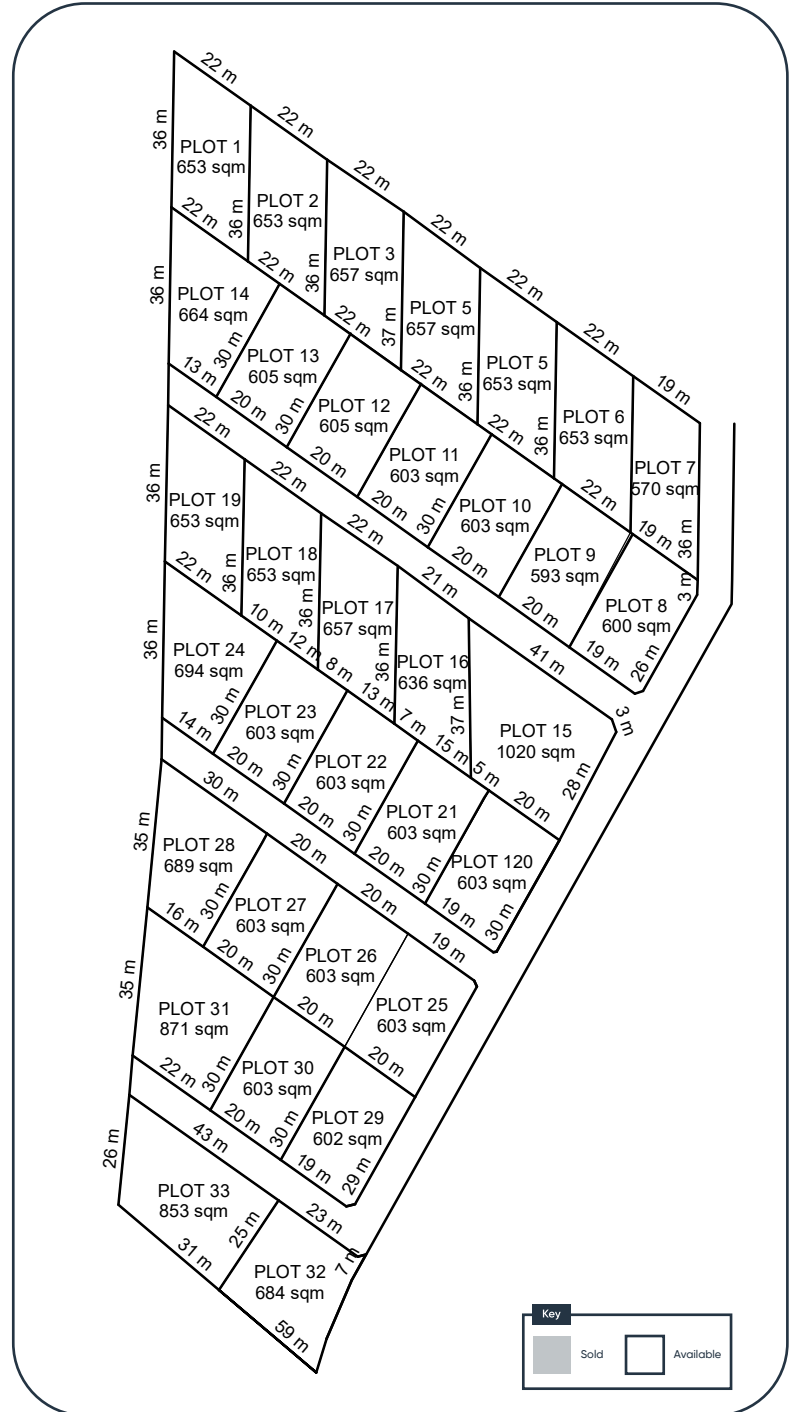 22 m
22 m
36 m
PLOT 1
653 sqm
22 m
22 m
36 m
PLOT 2
653 sqm
22 m
22 m
36 m
PLOT 3
657 sqm
22 m
22 m
37 m
PLOT 5
657 sqm
22 m
22 m
36 m
PLOT 5
653 sqm
22 m
19 m
36 m
PLOT 6
653 sqm
22 m
PLOT 7
570 sqm
19 m
36 m
3 m
36 m
PLOT 14
664 sqm
13 m
30 m
PLOT 13
605 sqm
20 m
30 m
PLOT 12
605 sqm
20 m
PLOT 11
603 sqm
20 m
30 m
PLOT 10
603 sqm
20 m
PLOT 9
593 sqm
20 m
PLOT 8
600 sqm
19 m
26 m
22 m
22 m
22 m
21 m
41 m
3 m
36 m
PLOT 19
653 sqm
22 m
36 m
PLOT 18
653 sqm
10 m
12 m
36 m
PLOT 17
657 sqm
8 m
13 m
36 m
PLOT 16
636 sqm
7 m
15 m
37 m
PLOT 15
1020 sqm
5 m
20 m
28 m
36 m
PLOT 24
694 sqm
14 m
30 m
PLOT 23
603 sqm
20 m
30 m
PLOT 22
603 sqm
20 m
30 m
PLOT 21
603 sqm
20 m
30 m
PLOT 120
603 sqm
19 m
30 m
30 m
20 m
20 m
19 m
35 m
PLOT 28
689 sqm
16 m
30 m
PLOT 27
603 sqm
20 m
30 m
PLOT 26
603 sqm
20 m
PLOT 25
603 sqm
20 m
35 m
PLOT 31
871 sqm
22 m
30 m
PLOT 30
603 sqm
20 m
30 m
PLOT 29
602 sqm
19 m
29 m
43 m
23 m
26 m
PLOT 33
853 sqm
31 m
25 m
PLOT 32
684 sqm
7 m
59 m
Key
Sold
Available